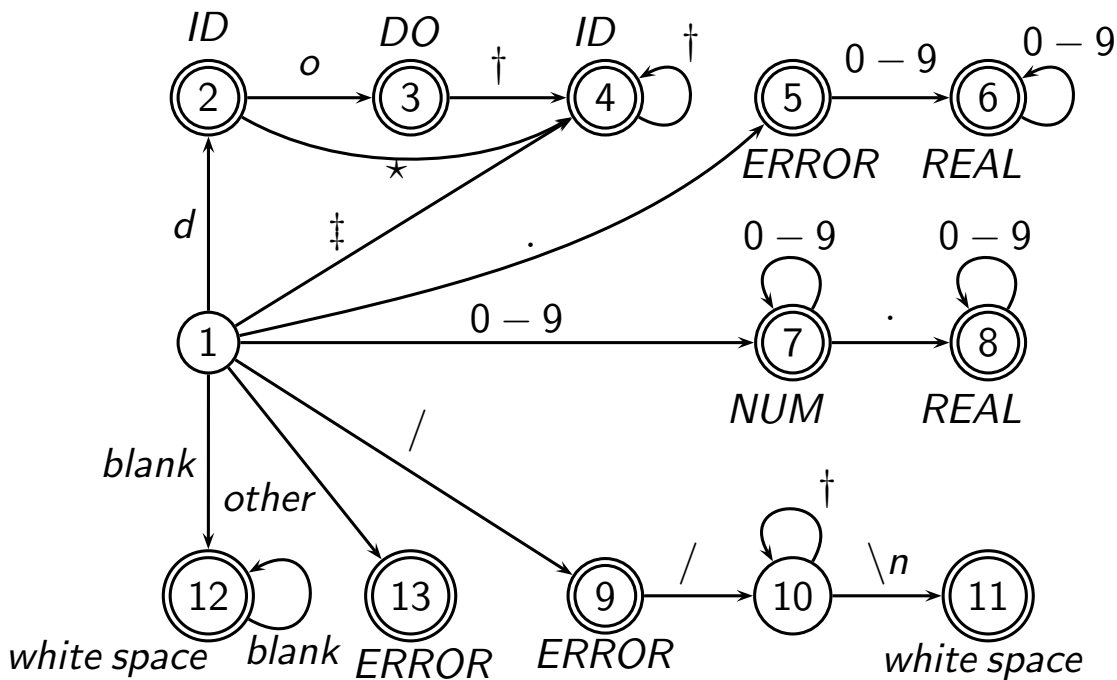 ID DO ID
o † † 0 − 9 0 − 9
2 3 4 5 6
⋆ ERROR REAL
d ‡ . 0 − 9 0 − 9
0 − 9 .
1 7 8
NUM REAL
blank /
other †
/ \n
12 13 9 10 11
white space blank ERROR ERROR white space